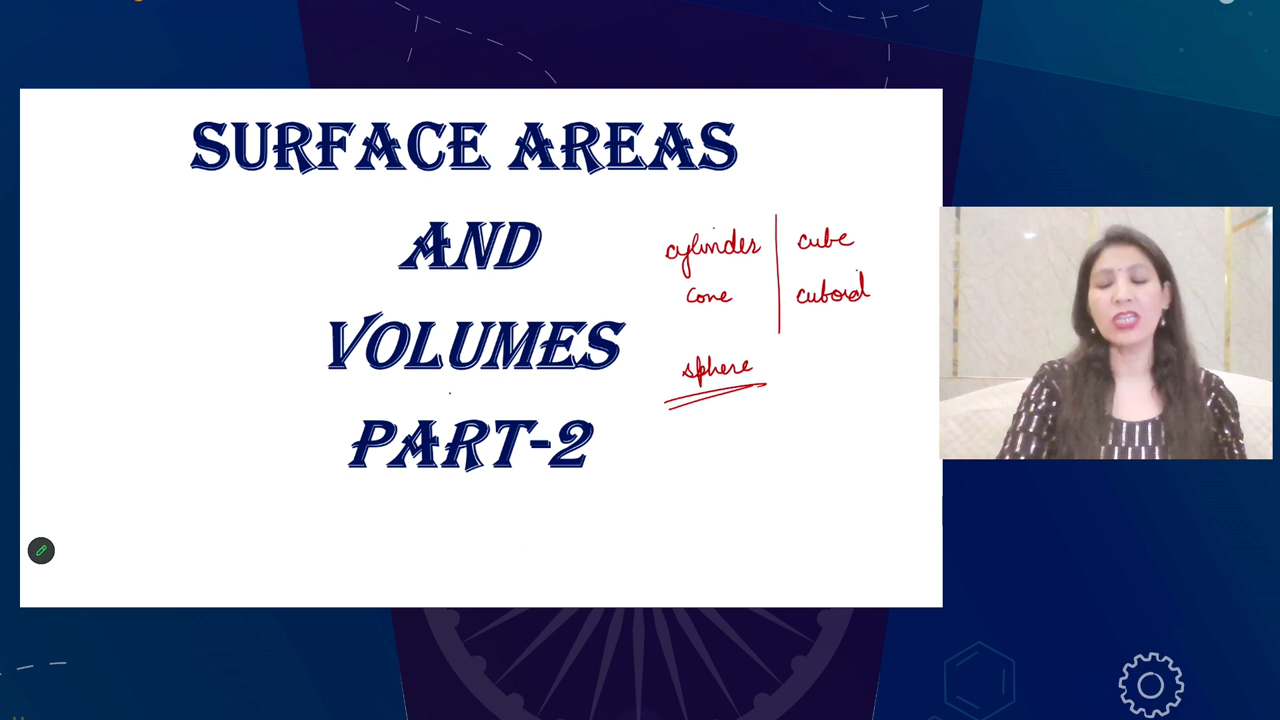 SURFACE AREAS
AND
VOLUMES
PART-2
cylinder cube
cone cuboid
sphere